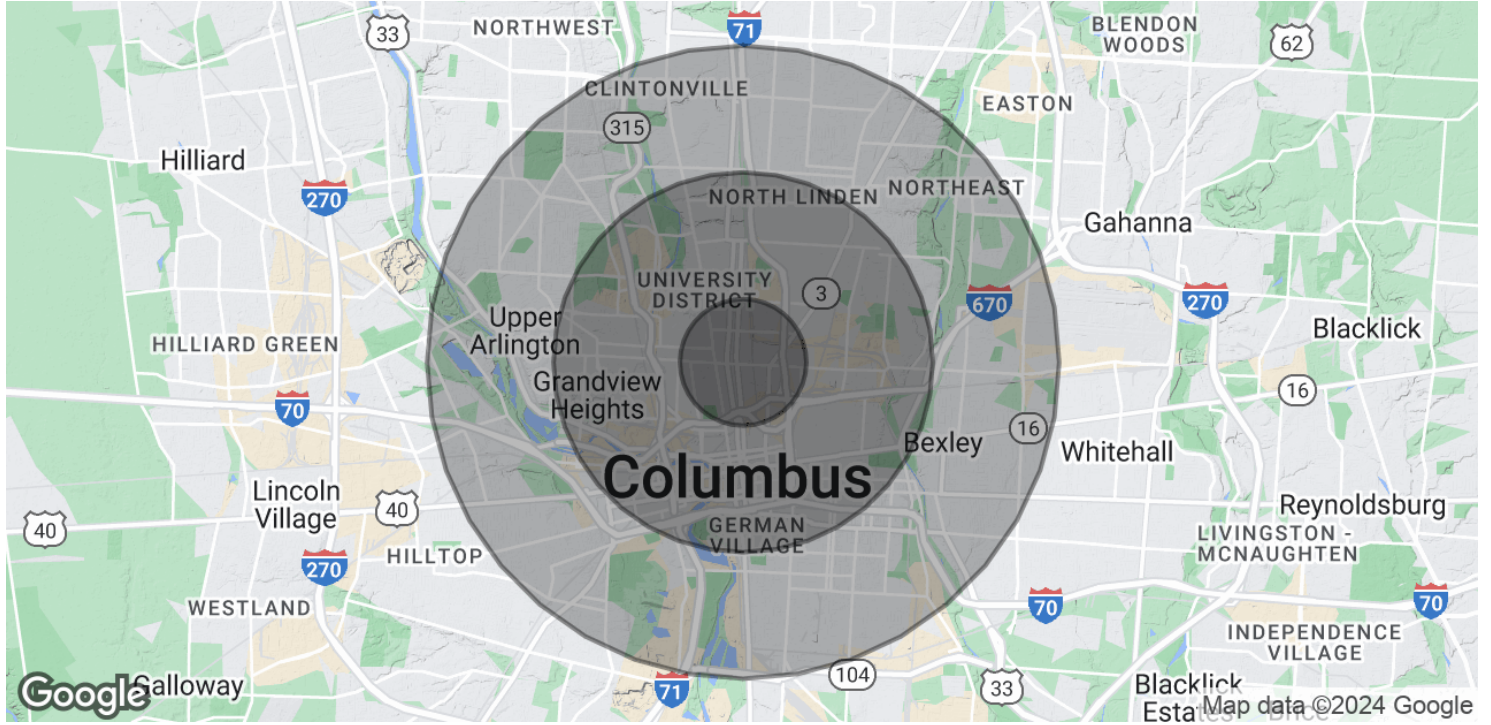 33
NORTHWEST
71
BLENDON
WOODS
62
CLINTONVILLE
EASTON
315
Hilliard
270
NORTH LINDEN
NORTHEAST
Gahanna
UNIVERSITY
DISTRICT
3
670
270
Upper
Arlington
HILLIARD GREEN
Blacklick
Grandview
Heights
70
16
16
Bexley
Whitehall
Columbus
Lincoln
Village
40
40
Reynoldsburg
GERMAN
VILLAGE
LIVINGSTON -
MCNAUGHTEN
HILLTOP
270
WESTLAND
70
70
INDEPENDENCE
VILLAGE
Google
Galloway
71
104
33
Blacklick
Estates
Map data ©2024 Google